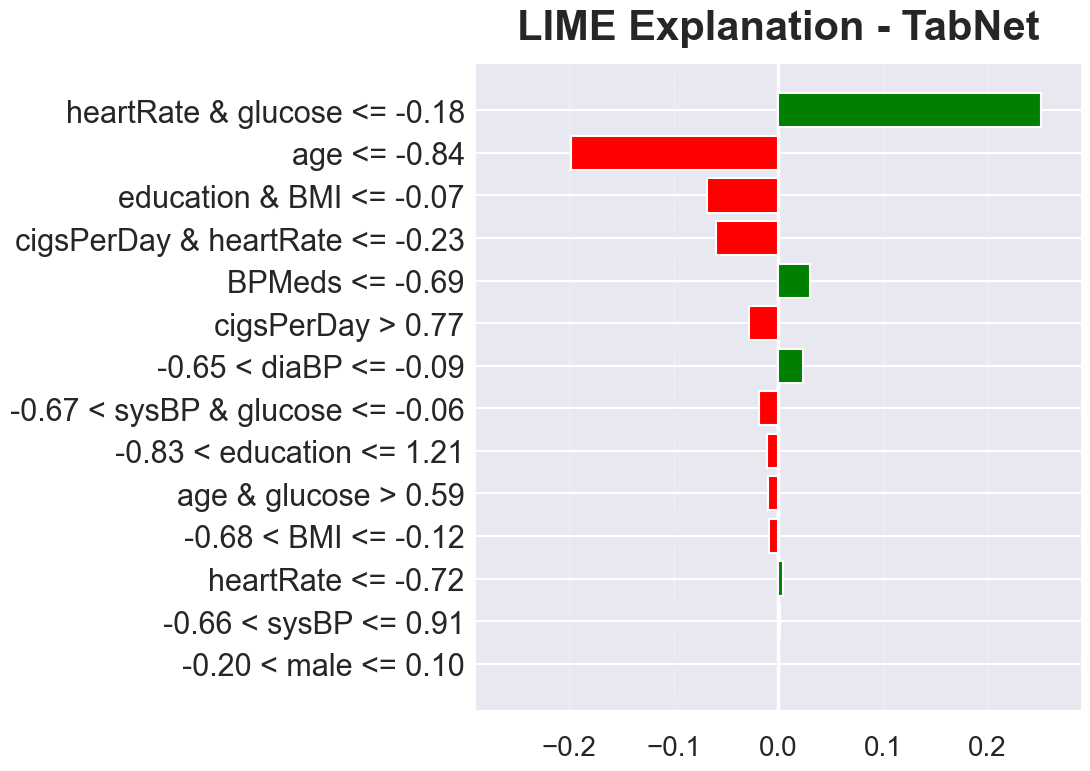 LIME Explanation - TabNet
heartRate & glucose <= -0.18
age <= -0.84
education & BMI <= -0.07
cigsPerDay & heartRate <= -0.23
BPMeds <= -0.69
cigsPerDay > 0.77
-0.65 < diaBP <= -0.09
-0.67 < sysBP & glucose <= -0.06
-0.83 < education <= 1.21
age & glucose > 0.59
-0.68 < BMI <= -0.12
heartRate <= -0.72
-0.66 < sysBP <= 0.91
-0.20 < male <= 0.10
−0.2 −0.1 0.0 0.1 0.2